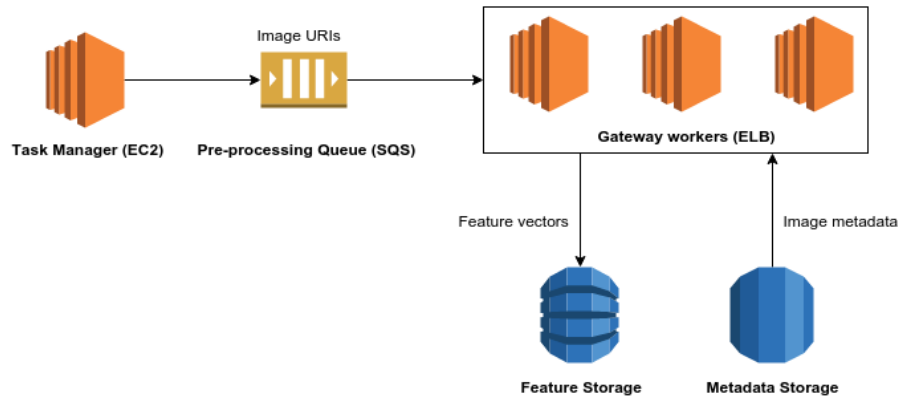 Image URIs
Task Manager (EC2)
Pre-processing Queue (SQS)
Gateway workers (ELB)
Feature vectors
Image metadata
Feature Storage
Metadata Storage